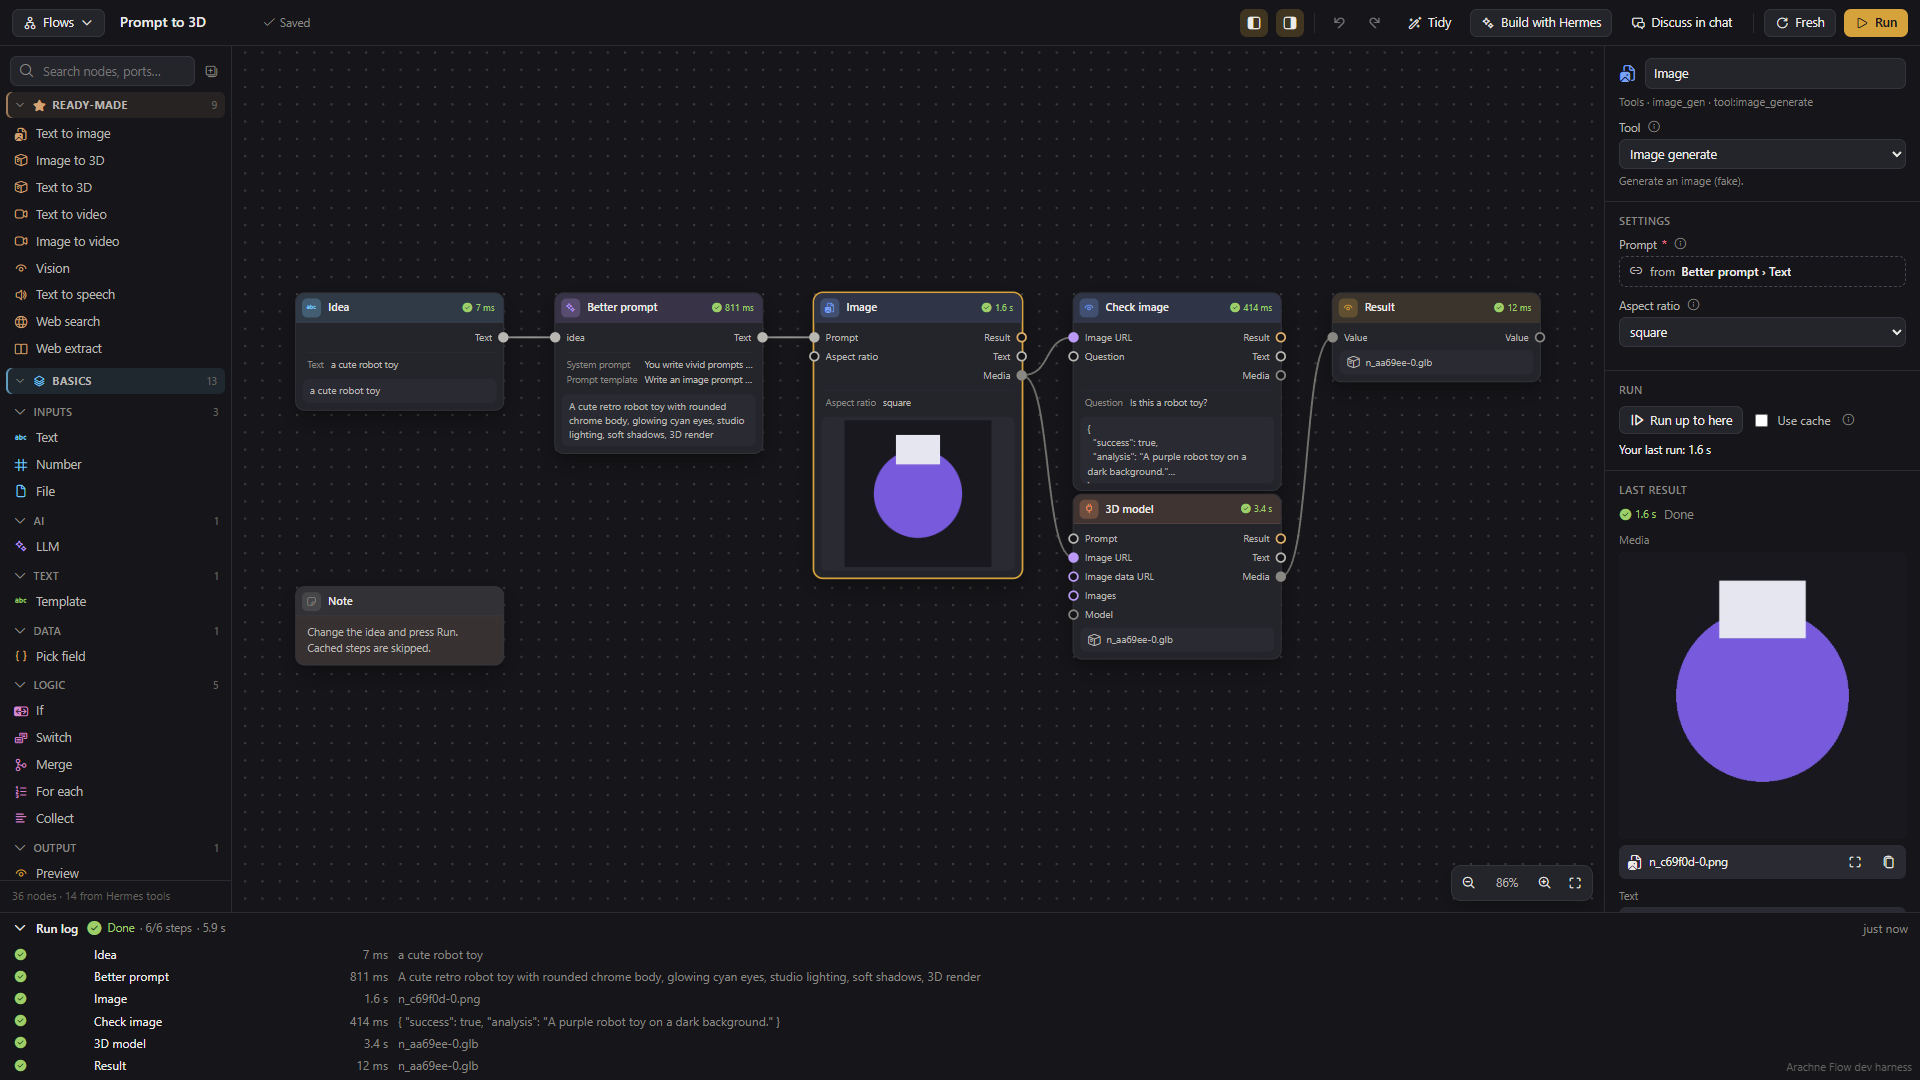 Flows
Prompt to 3D
Saved
Tidy
Build with Hermes
Discuss in chat
Fresh
Run
Search nodes, ports...
READY-MADE 9
Text to image
Image to 3D
Text to 3D
Text to video
Image to video
Vision
Text to speech
Web search
Web extract
BASICS 13
INPUTS 3
abc Text
Number
File
AI 1
LLM
TEXT 1
abc Template
DATA 1
{ } Pick field
LOGIC 5
If
Switch
Merge
For each
Collect
OUTPUT 1
Preview
36 nodes · 14 from Hermes tools
abc Idea 7 ms
Text
Text a cute robot toy
a cute robot toy
Better prompt 811 ms
idea Text
System prompt You write vivid prompts ...
Prompt template Write an image prompt ...
A cute retro robot toy with rounded
chrome body, glowing cyan eyes, studio
lighting, soft shadows, 3D render
Image 1.6 s
Prompt Result
Aspect ratio Text
Media
Aspect ratio square
Check image 414 ms
Image URL Result
Question Text
Media
Question Is this a robot toy?
{
"success": true,
"analysis": "A purple robot toy on a
dark background."...
3D model 3.4 s
Prompt Result
Image URL Text
Image data URL Media
Images
Model
n_aa69ee-0.glb
Result 12 ms
Value Value
n_aa69ee-0.glb
Note
Change the idea and press Run.
Cached steps are skipped.
86%
Image
Tools · image_gen · tool:image_generate
Tool
Image generate
Generate an image (fake).
SETTINGS
Prompt *
from Better prompt › Text
Aspect ratio
square
RUN
Run up to here
Use cache
Your last run: 1.6 s
LAST RESULT
1.6 s Done
Media
n_c69f0d-0.png
Text
Run log Done · 6/6 steps · 5.9 s
just now
Idea 7 ms a cute robot toy
Better prompt 811 ms A cute retro robot toy with rounded chrome body, glowing cyan eyes, studio lighting, soft shadows, 3D render
Image 1.6 s n_c69f0d-0.png
Check image 414 ms { "success": true, "analysis": "A purple robot toy on a dark background." }
3D model 3.4 s n_aa69ee-0.glb
Result 12 ms n_aa69ee-0.glb
Arachne Flow dev harness